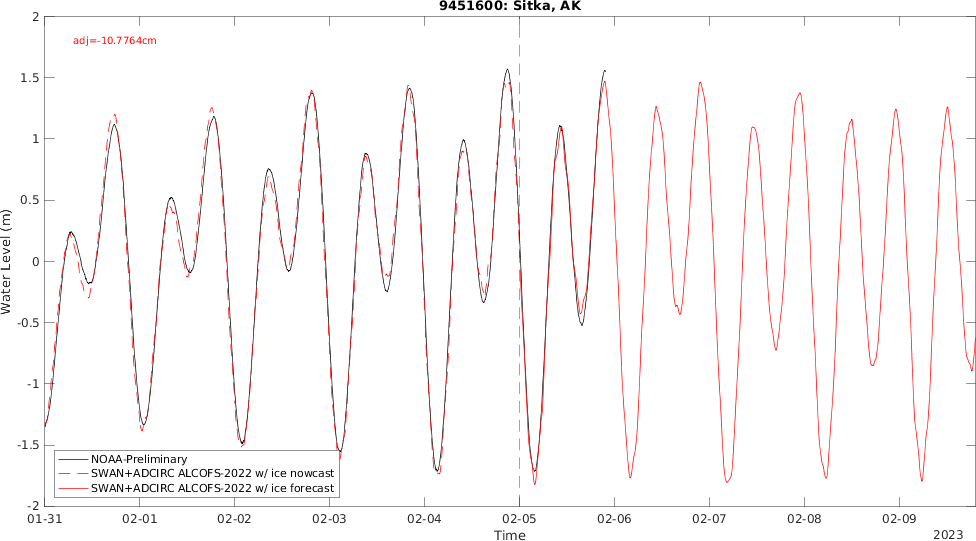 9451600: Sitka, AK
adj=-10.7764cm
Water Level (m)
2
1.5
1
0.5
0
-0.5
-1
-1.5
-2
NOAA-Preliminary
SWAN+ADCIRC ALCOFS-2022 w/ ice nowcast
SWAN+ADCIRC ALCOFS-2022 w/ ice forecast
01-31 02-01 02-02 02-03 02-04 02-05 02-06 02-07 02-08 02-09
Time
2023